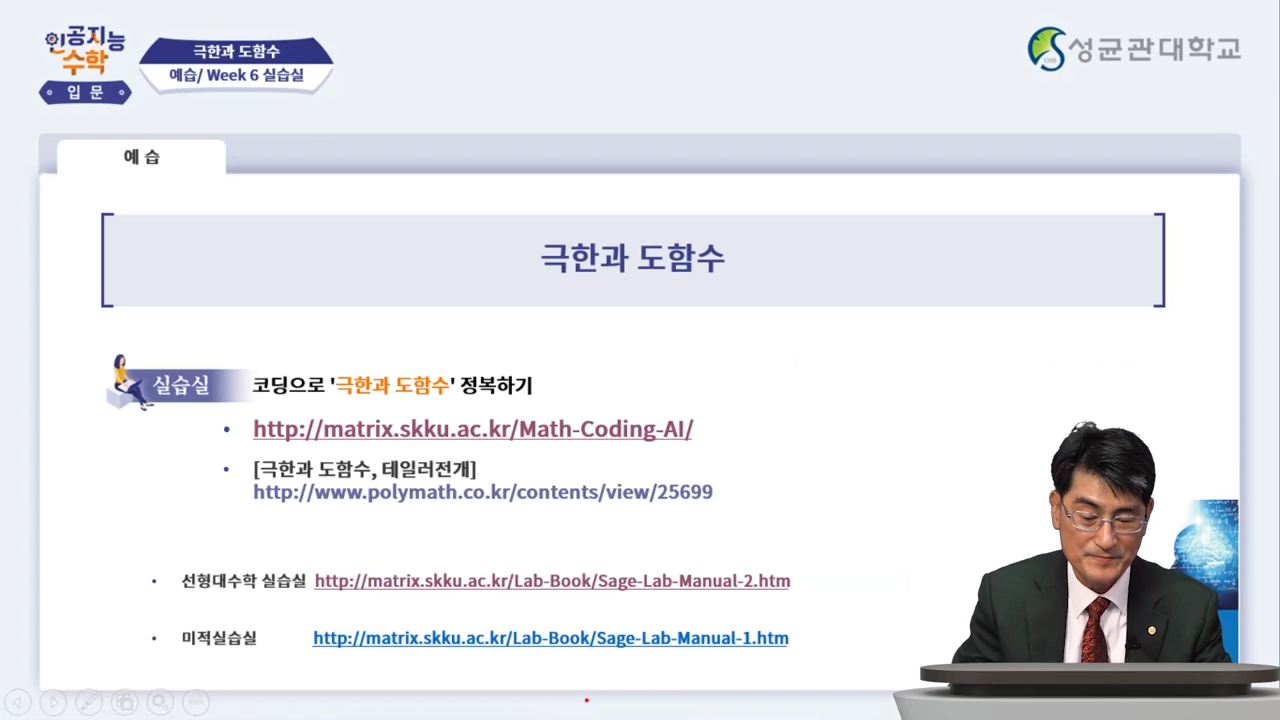 인공지능
수학
입 문
극한과 도함수
예습/ Week 6 실습실
성균관대학교
예 습
극한과 도함수
실습실 코딩으로 '극한과 도함수' 정복하기
• http://matrix.skku.ac.kr/Math-Coding-AI/
• [극한과 도함수, 테일러전개]
http://www.polymath.co.kr/contents/view/25699
• 선형대수학 실습실 http://matrix.skku.ac.kr/Lab-Book/Sage-Lab-Manual-2.htm
• 미적실습실 http://matrix.skku.ac.kr/Lab-Book/Sage-Lab-Manual-1.htm